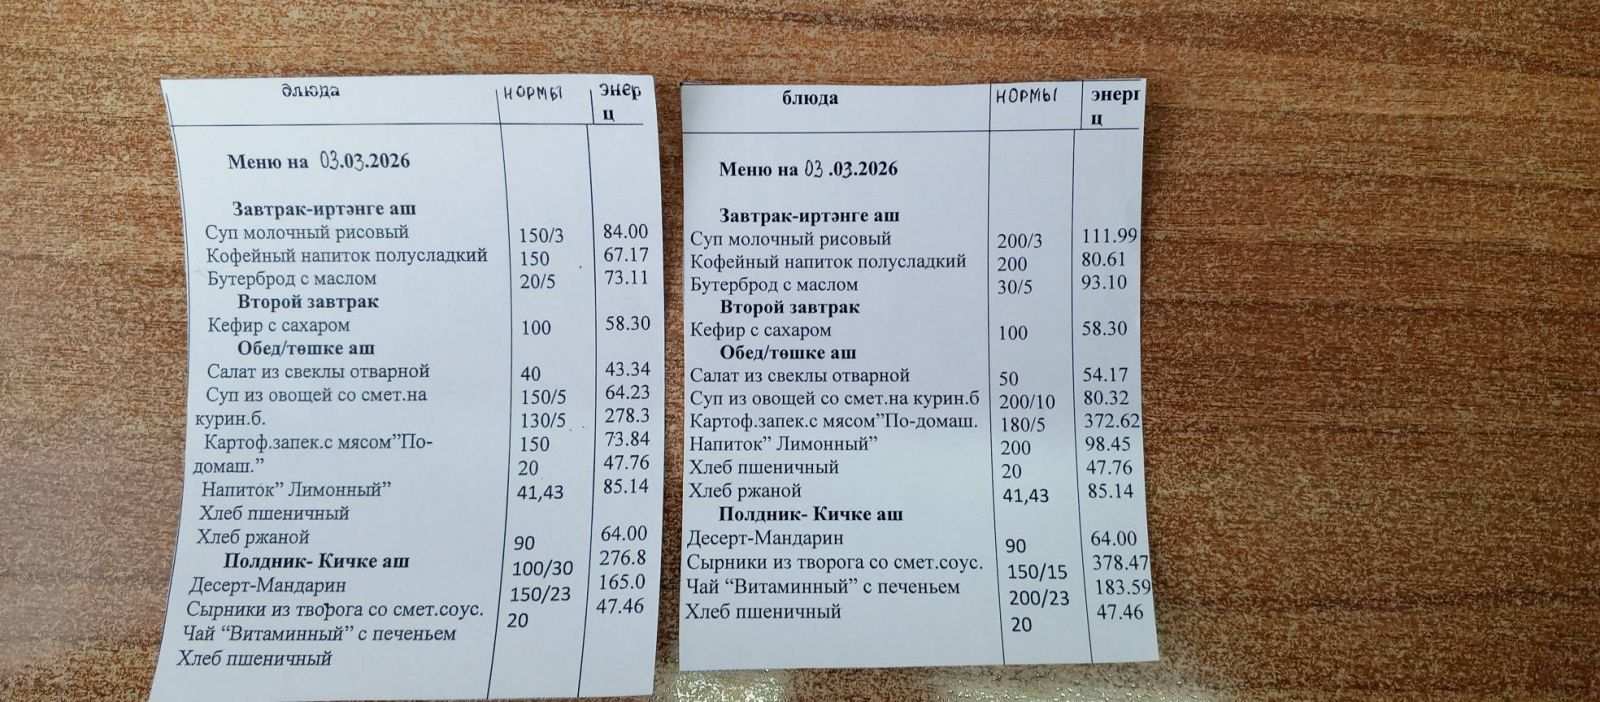 блюда НОРМЫ энер
ц
Меню на 03.03.2026
Завтрак-иртəнге аш
Суп молочный рисовый 150/3 84.00
Кофейный напиток полусладкий 150 67.17
Бутерброд с маслом 20/5 73.11
Второй завтрак
Кефир с сахаром 100 58.30
Обед/төшке аш
Салат из свеклы отварной 40 43.34
Суп из овощей со смет.на 150/5 64.23
курин.б. 130/5 278.3
Картоф.запек.с мясом”По- 150 73.84
домаш.” 20 47.76
Напиток” Лимонный” 41,43 85.14
Хлеб пшеничный
Хлеб ржаной 90 64.00
Полдник- Кичке аш 100/30 276.8
Десерт-Мандарин 150/23 165.0
Сырники из творога со смет.соус. 20 47.46
Чай “Витаминный” с печеньем
Хлеб пшеничный
блюда НОРМЫ энерг
ц
Меню на 03.03.2026
Завтрак-иртəнге аш
Суп молочный рисовый 200/3 111.99
Кофейный напиток полусладкий 200 80.61
Бутерброд с маслом 30/5 93.10
Второй завтрак
Кефир с сахаром 100 58.30
Обед/төшке аш
Салат из свеклы отварной 50 54.17
Суп из овощей со смет.на курин.б 200/10 80.32
Картоф.запек.с мясом”По-домаш. 180/5 372.62
Напиток” Лимонный” 200 98.45
Хлеб пшеничный 20 47.76
Хлеб ржаной 41,43 85.14
Полдник- Кичке аш
Десерт-Мандарин 90 64.00
Сырники из творога со смет.соус. 150/15 378.47
Чай “Витаминный” с печеньем 200/23 183.59
Хлеб пшеничный 20 47.46